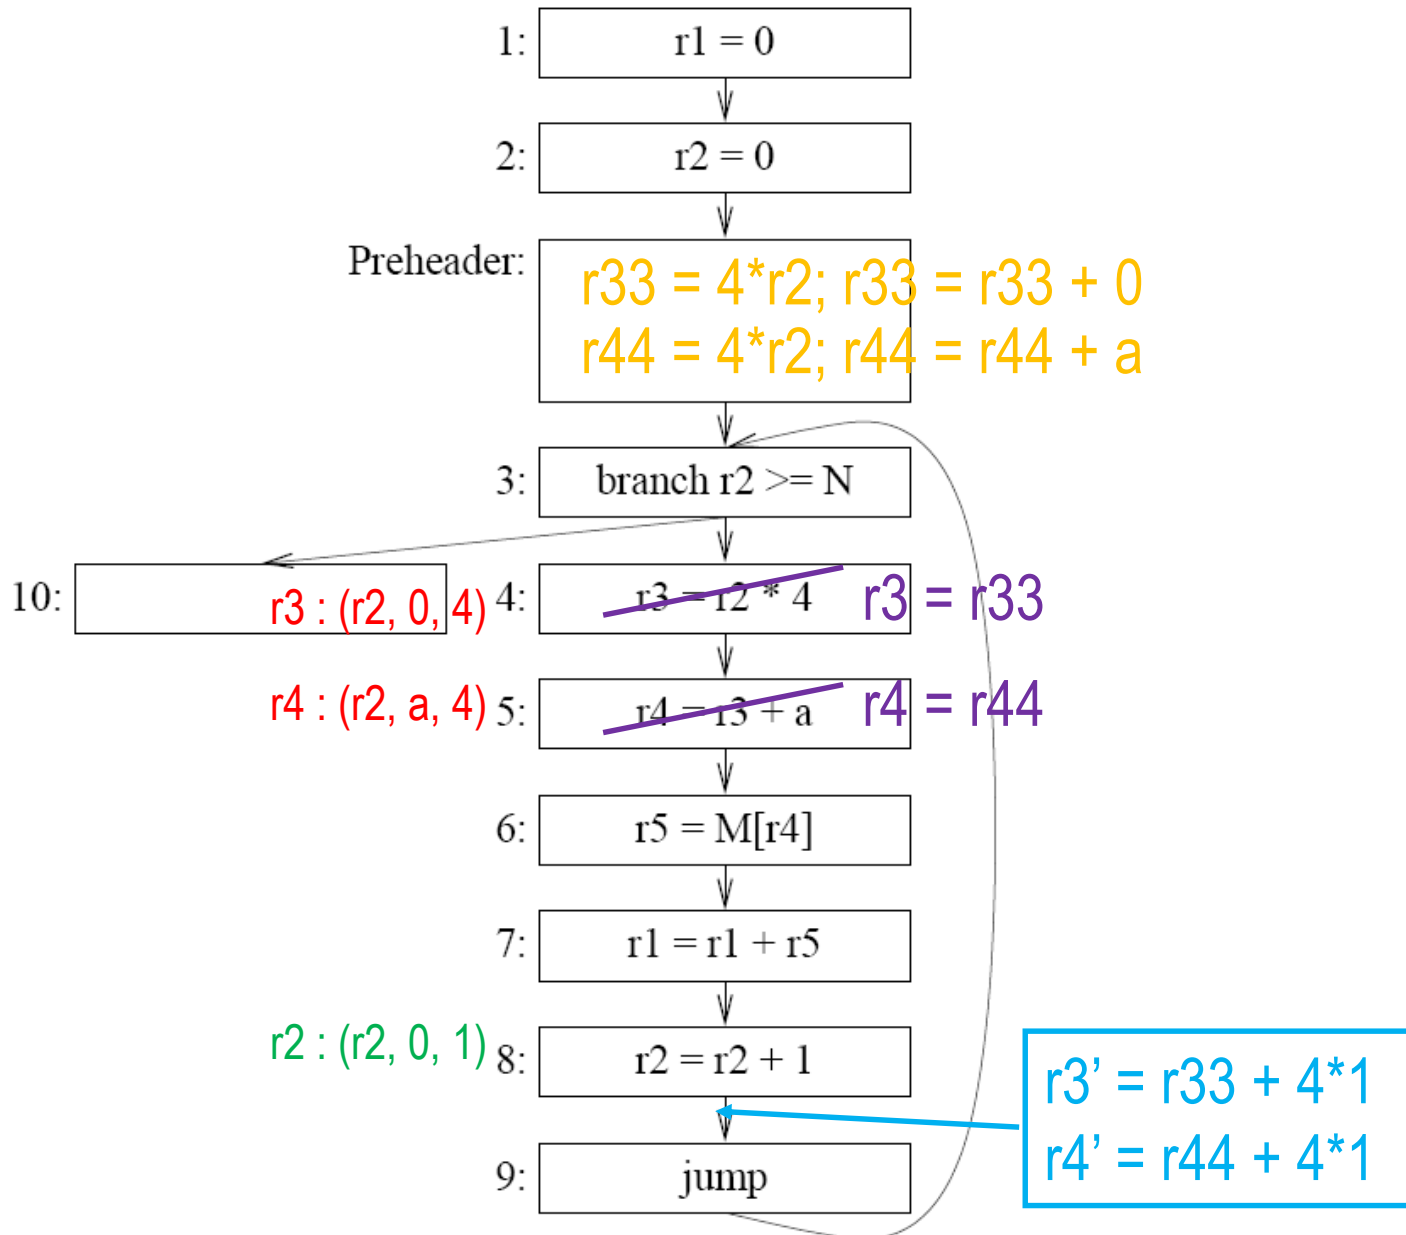 1: r1 = 0
2: r2 = 0
Preheader: r33 = 4*r2; r33 = r33 + 0
r44 = 4*r2; r44 = r44 + a
3: branch r2 >= N
10: r3 : (r2, 0, 4) 4: r3 = r2 * 4 r3 = r33
r4 : (r2, a, 4) 5: r4 = r3 + a r4 = r44
6: r5 = M[r4]
7: r1 = r1 + r5
r2 : (r2, 0, 1) 8: r2 = r2 + 1
r3’ = r33 + 4*1
r4’ = r44 + 4*1
9: jump